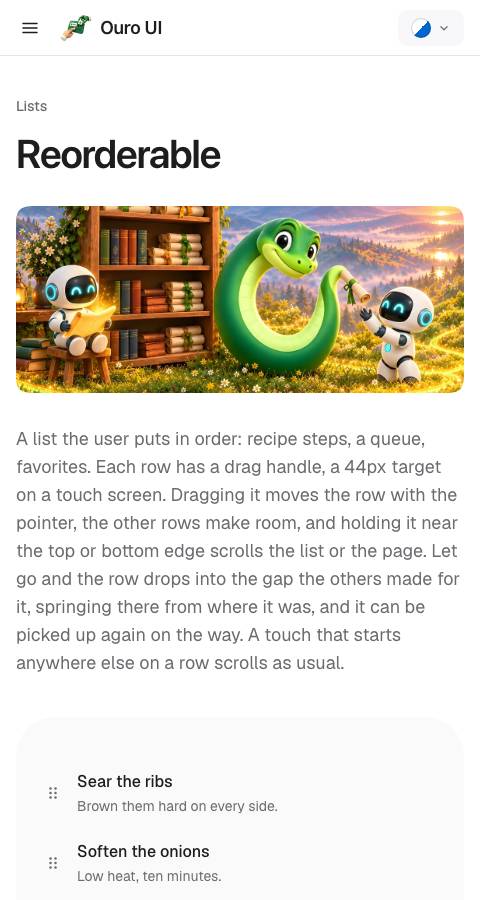 Ouro UI
Lists
Reorderable
A list the user puts in order: recipe steps, a queue,
favorites. Each row has a drag handle, a 44px target
on a touch screen. Dragging it moves the row with the
pointer, the other rows make room, and holding it near
the top or bottom edge scrolls the list or the page. Let
go and the row drops into the gap the others made for
it, springing there from where it was, and it can be
picked up again on the way. A touch that starts
anywhere else on a row scrolls as usual.
Sear the ribs
Brown them hard on every side.
Soften the onions
Low heat, ten minutes.